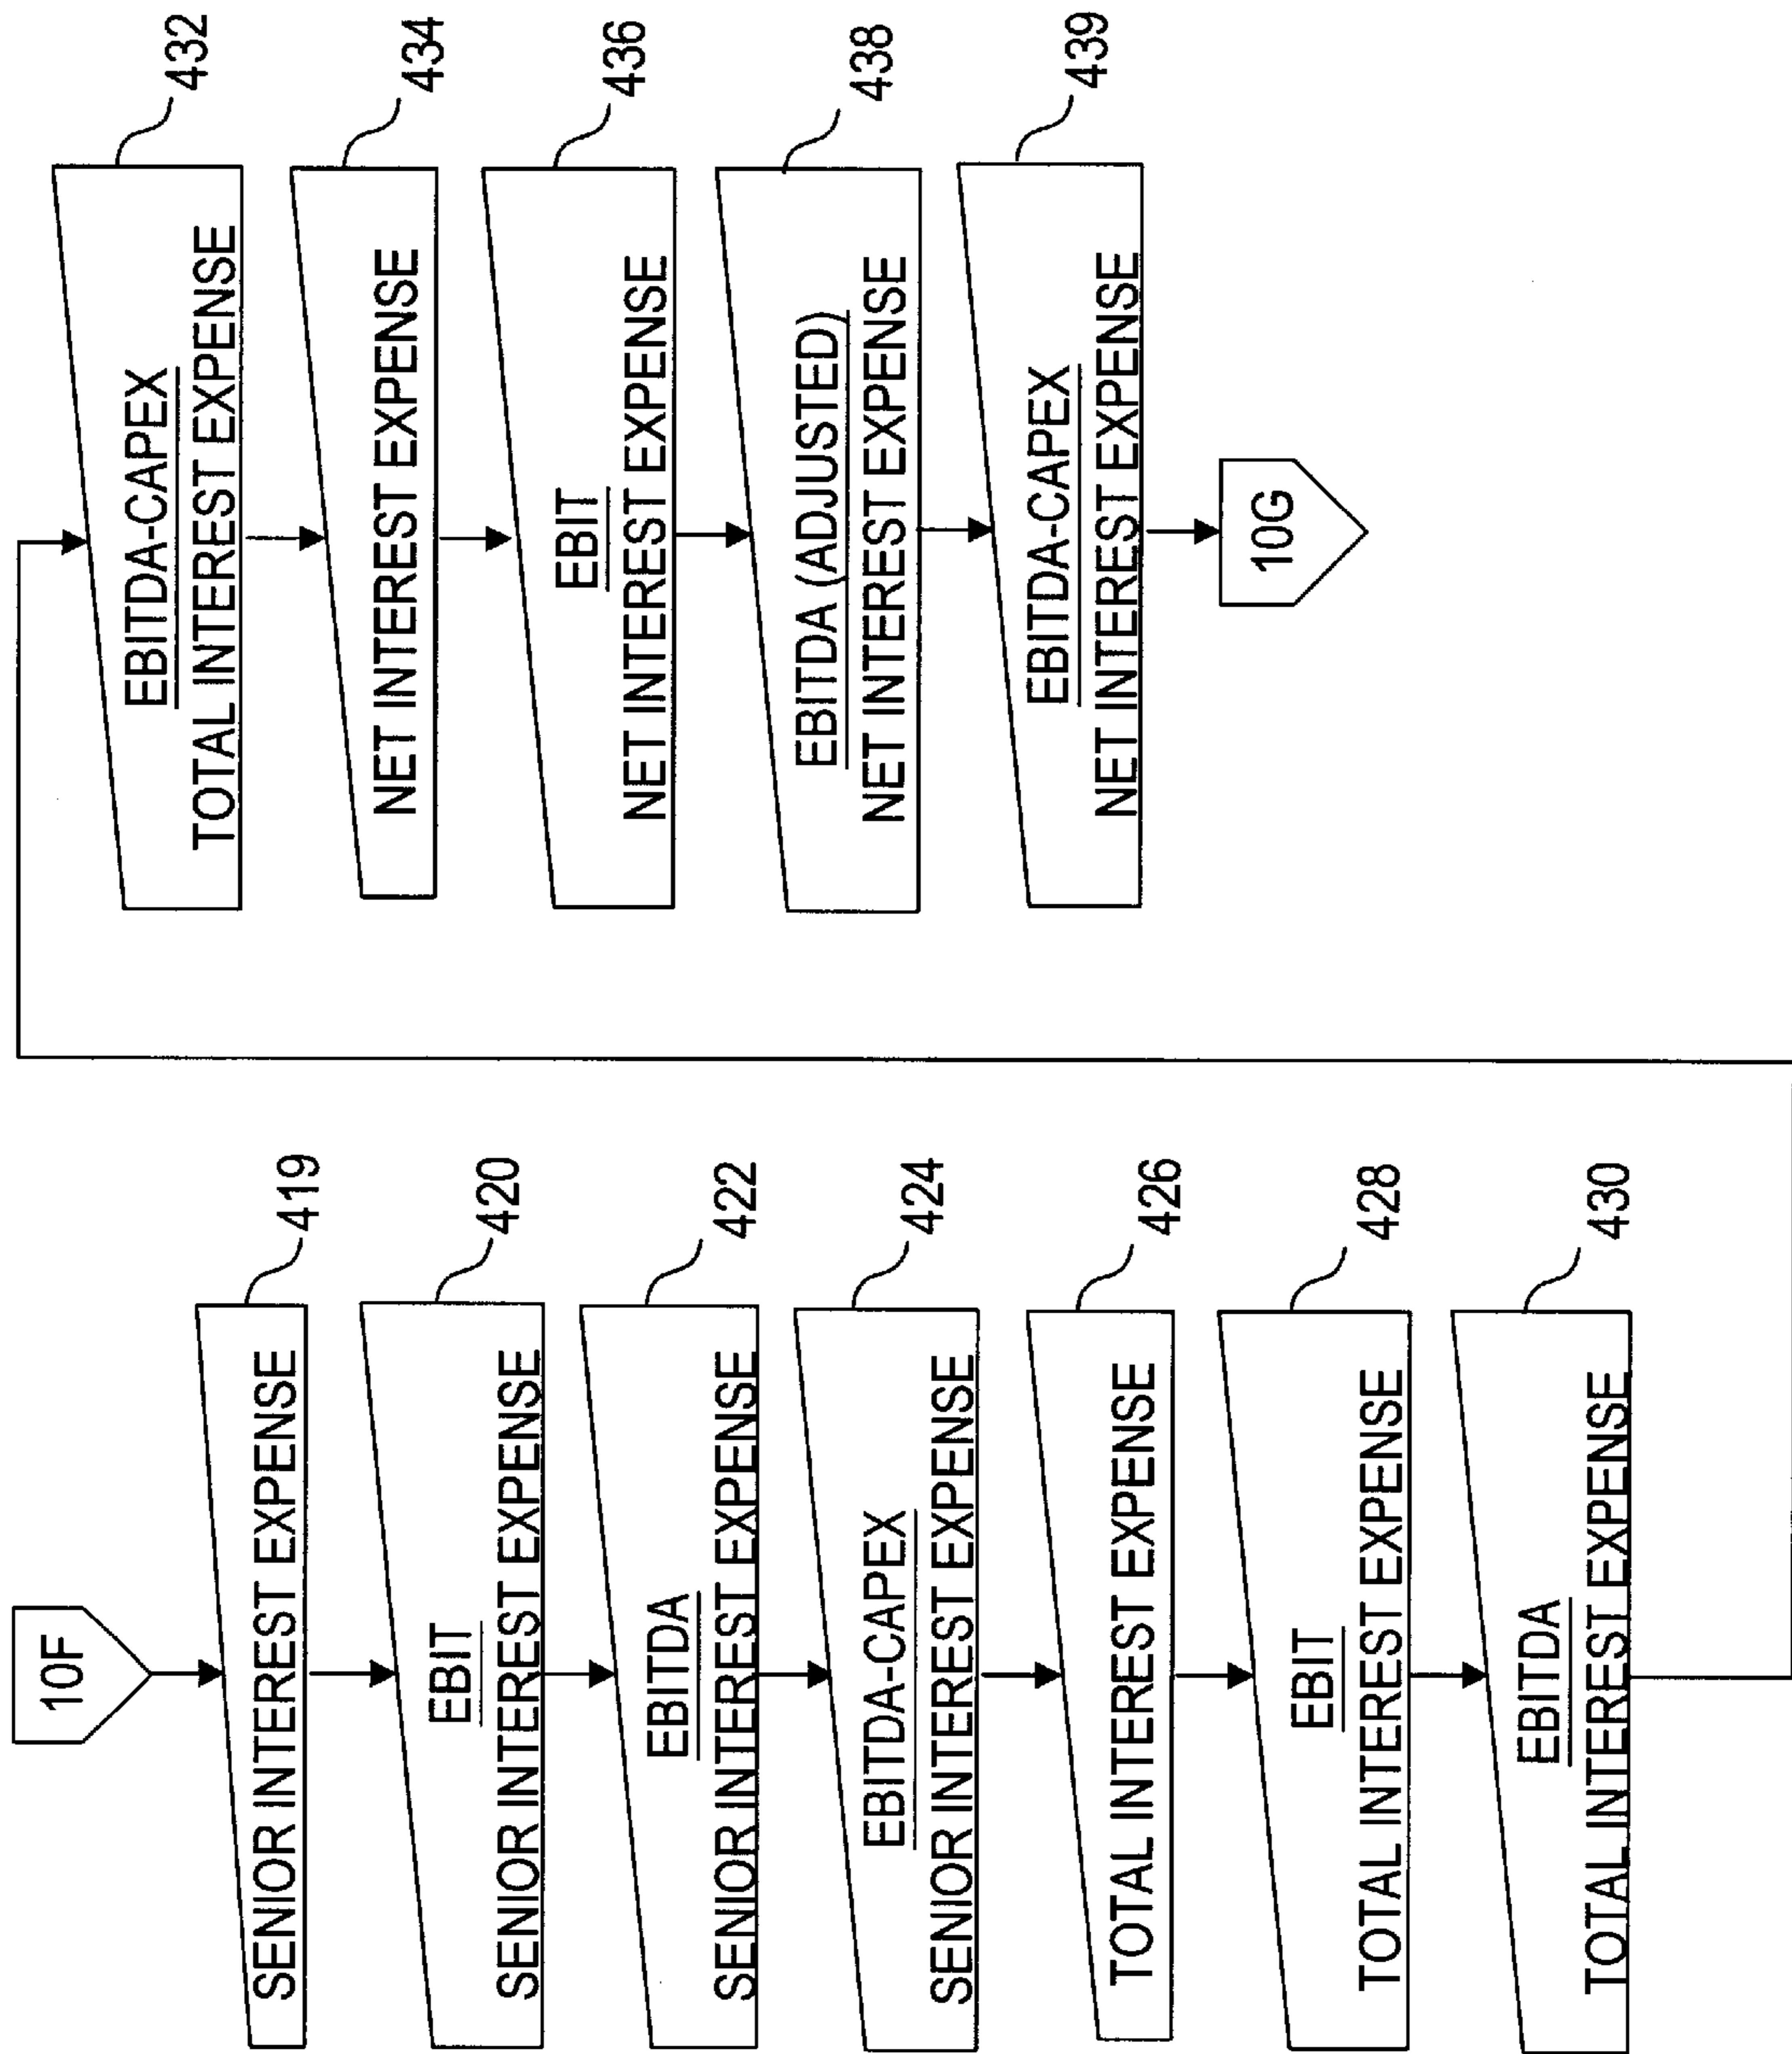 10F
SENIOR INTEREST EXPENSE
419
EBIT
SENIOR INTEREST EXPENSE
420
EBITDA
SENIOR INTEREST EXPENSE
422
EBITDA-CAPEX
SENIOR INTEREST EXPENSE
424
TOTAL INTEREST EXPENSE
426
EBIT
TOTAL INTEREST EXPENSE
428
EBITDA
TOTAL INTEREST EXPENSE
430
EBITDA-CAPEX
TOTAL INTEREST EXPENSE
432
NET INTEREST EXPENSE
434
EBIT
NET INTEREST EXPENSE
436
EBITDA (ADJUSTED)
NET INTEREST EXPENSE
438
EBITDA-CAPEX
NET INTEREST EXPENSE
439
10G